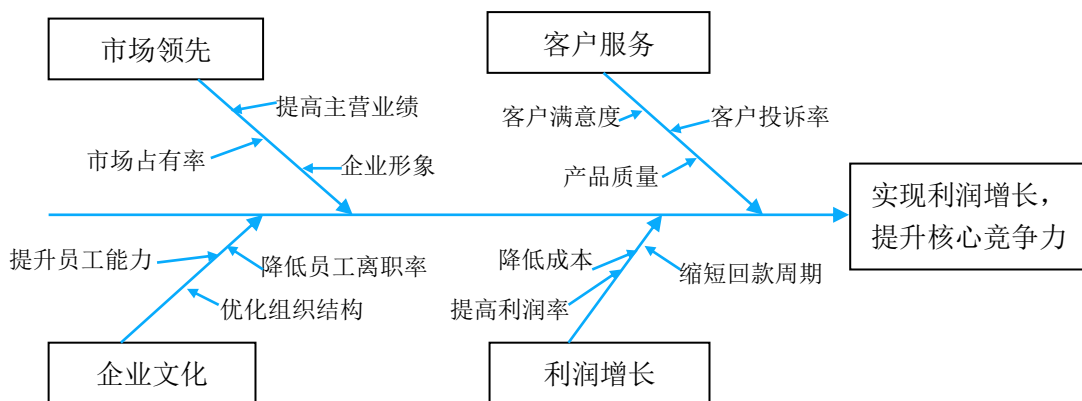 市场领先
客户服务
提高主营业绩
市场占有率
企业形象
客户满意度
客户投诉率
产品质量
实现利润增长，
提升核心竞争力
提升员工能力
降低员工离职率
优化组织结构
降低成本
缩短回款周期
提高利润率
企业文化
利润增长